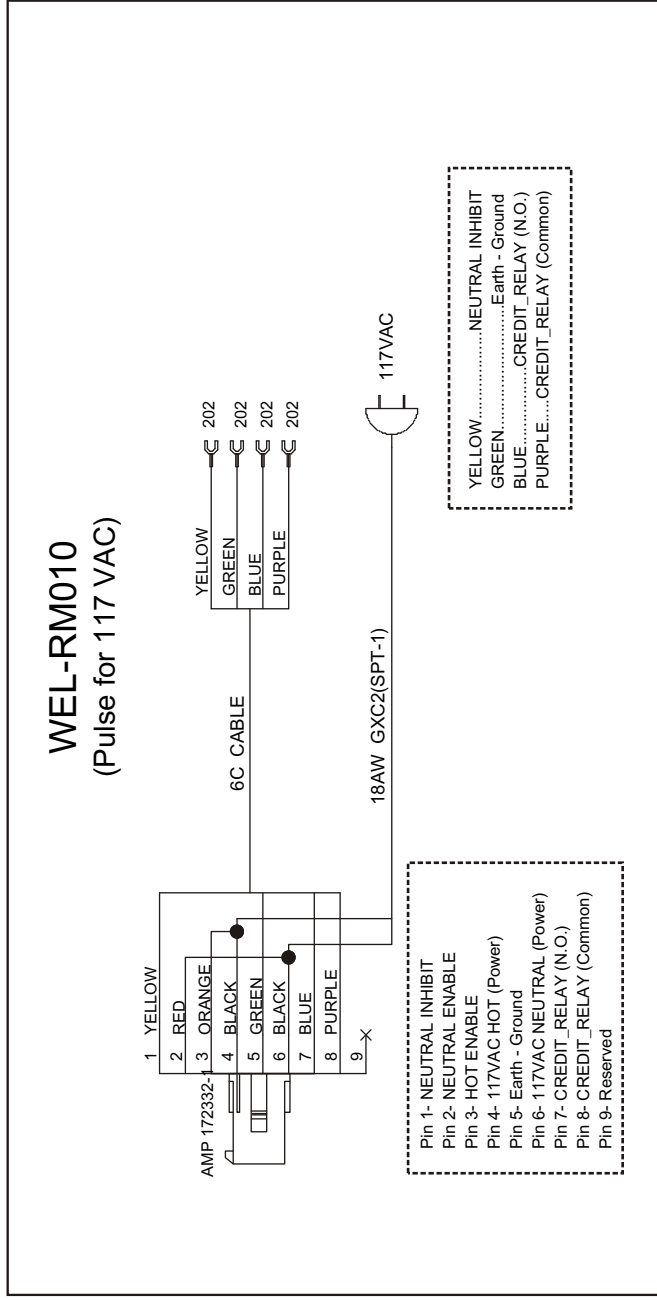 WEL-RM010
(Pulse for 117 VAC)
AMP 172332-1
1 YELLOW
2 RED
3 ORANGE
4 BLACK
5 GREEN
6 BLACK
7 BLUE
8 PURPLE
9
6C CABLE
YELLOW 202
GREEN 202
BLUE 202
PURPLE 202
18AW GXC2(SPT-1)
117VAC
Pin 1- NEUTRAL INHIBIT
Pin 2- NEUTRAL ENABLE
Pin 3- HOT ENABLE
Pin 4- 117VAC HOT (Power)
Pin 5- Earth - Ground
Pin 6- 117VAC NEUTRAL (Power)
Pin 7- CREDIT_RELAY (N.O.)
Pin 8- CREDIT_RELAY (Common)
Pin 9- Reserved
YELLOW..................NEUTRAL INHIBIT
GREEN.............................Earth - Ground
BLUE...............CREDIT_RELAY (N.O.)
PURPLE.....CREDIT_RELAY (Common)